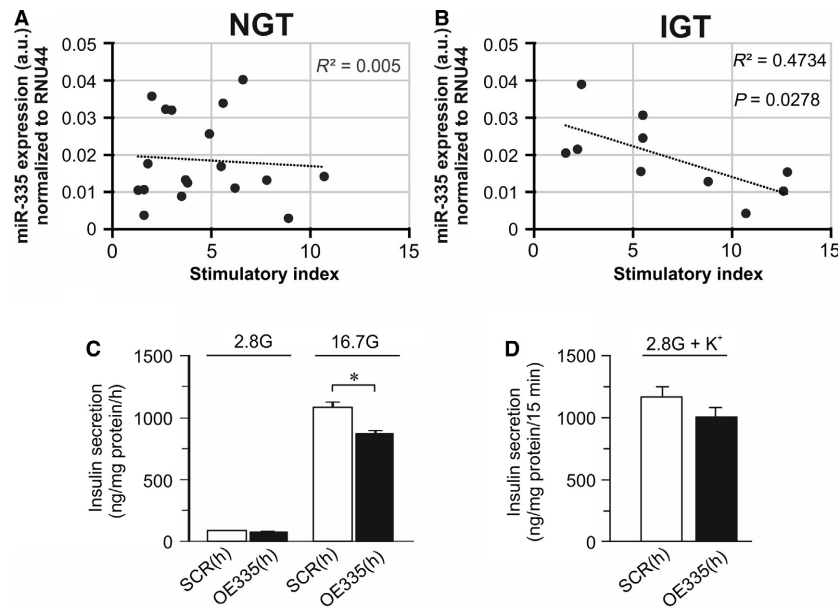 A
NGT
miR-335 expression (a.u.)
normalized to RNU44
0.05
0.04
0.03
0.02
0.01
0
R² = 0.005
0 5 10 15
Stimulatory index
B
IGT
miR-335 expression (a.u.)
normalized to RNU44
0.05
0.04
0.03
0.02
0.01
0
R² = 0.4734
P = 0.0278
0 5 10 15
Stimulatory index
C
2.8G 16.7G
Insulin secretion
(ng/mg protein/h)
1500
1000
500
0
*
SCR(h) OE335(h) SCR(h) OE335(h)
D
2.8G + K⁺
Insulin secretion
(ng/mg protein/15 min)
1500
1000
500
0
SCR(h) OE335(h)